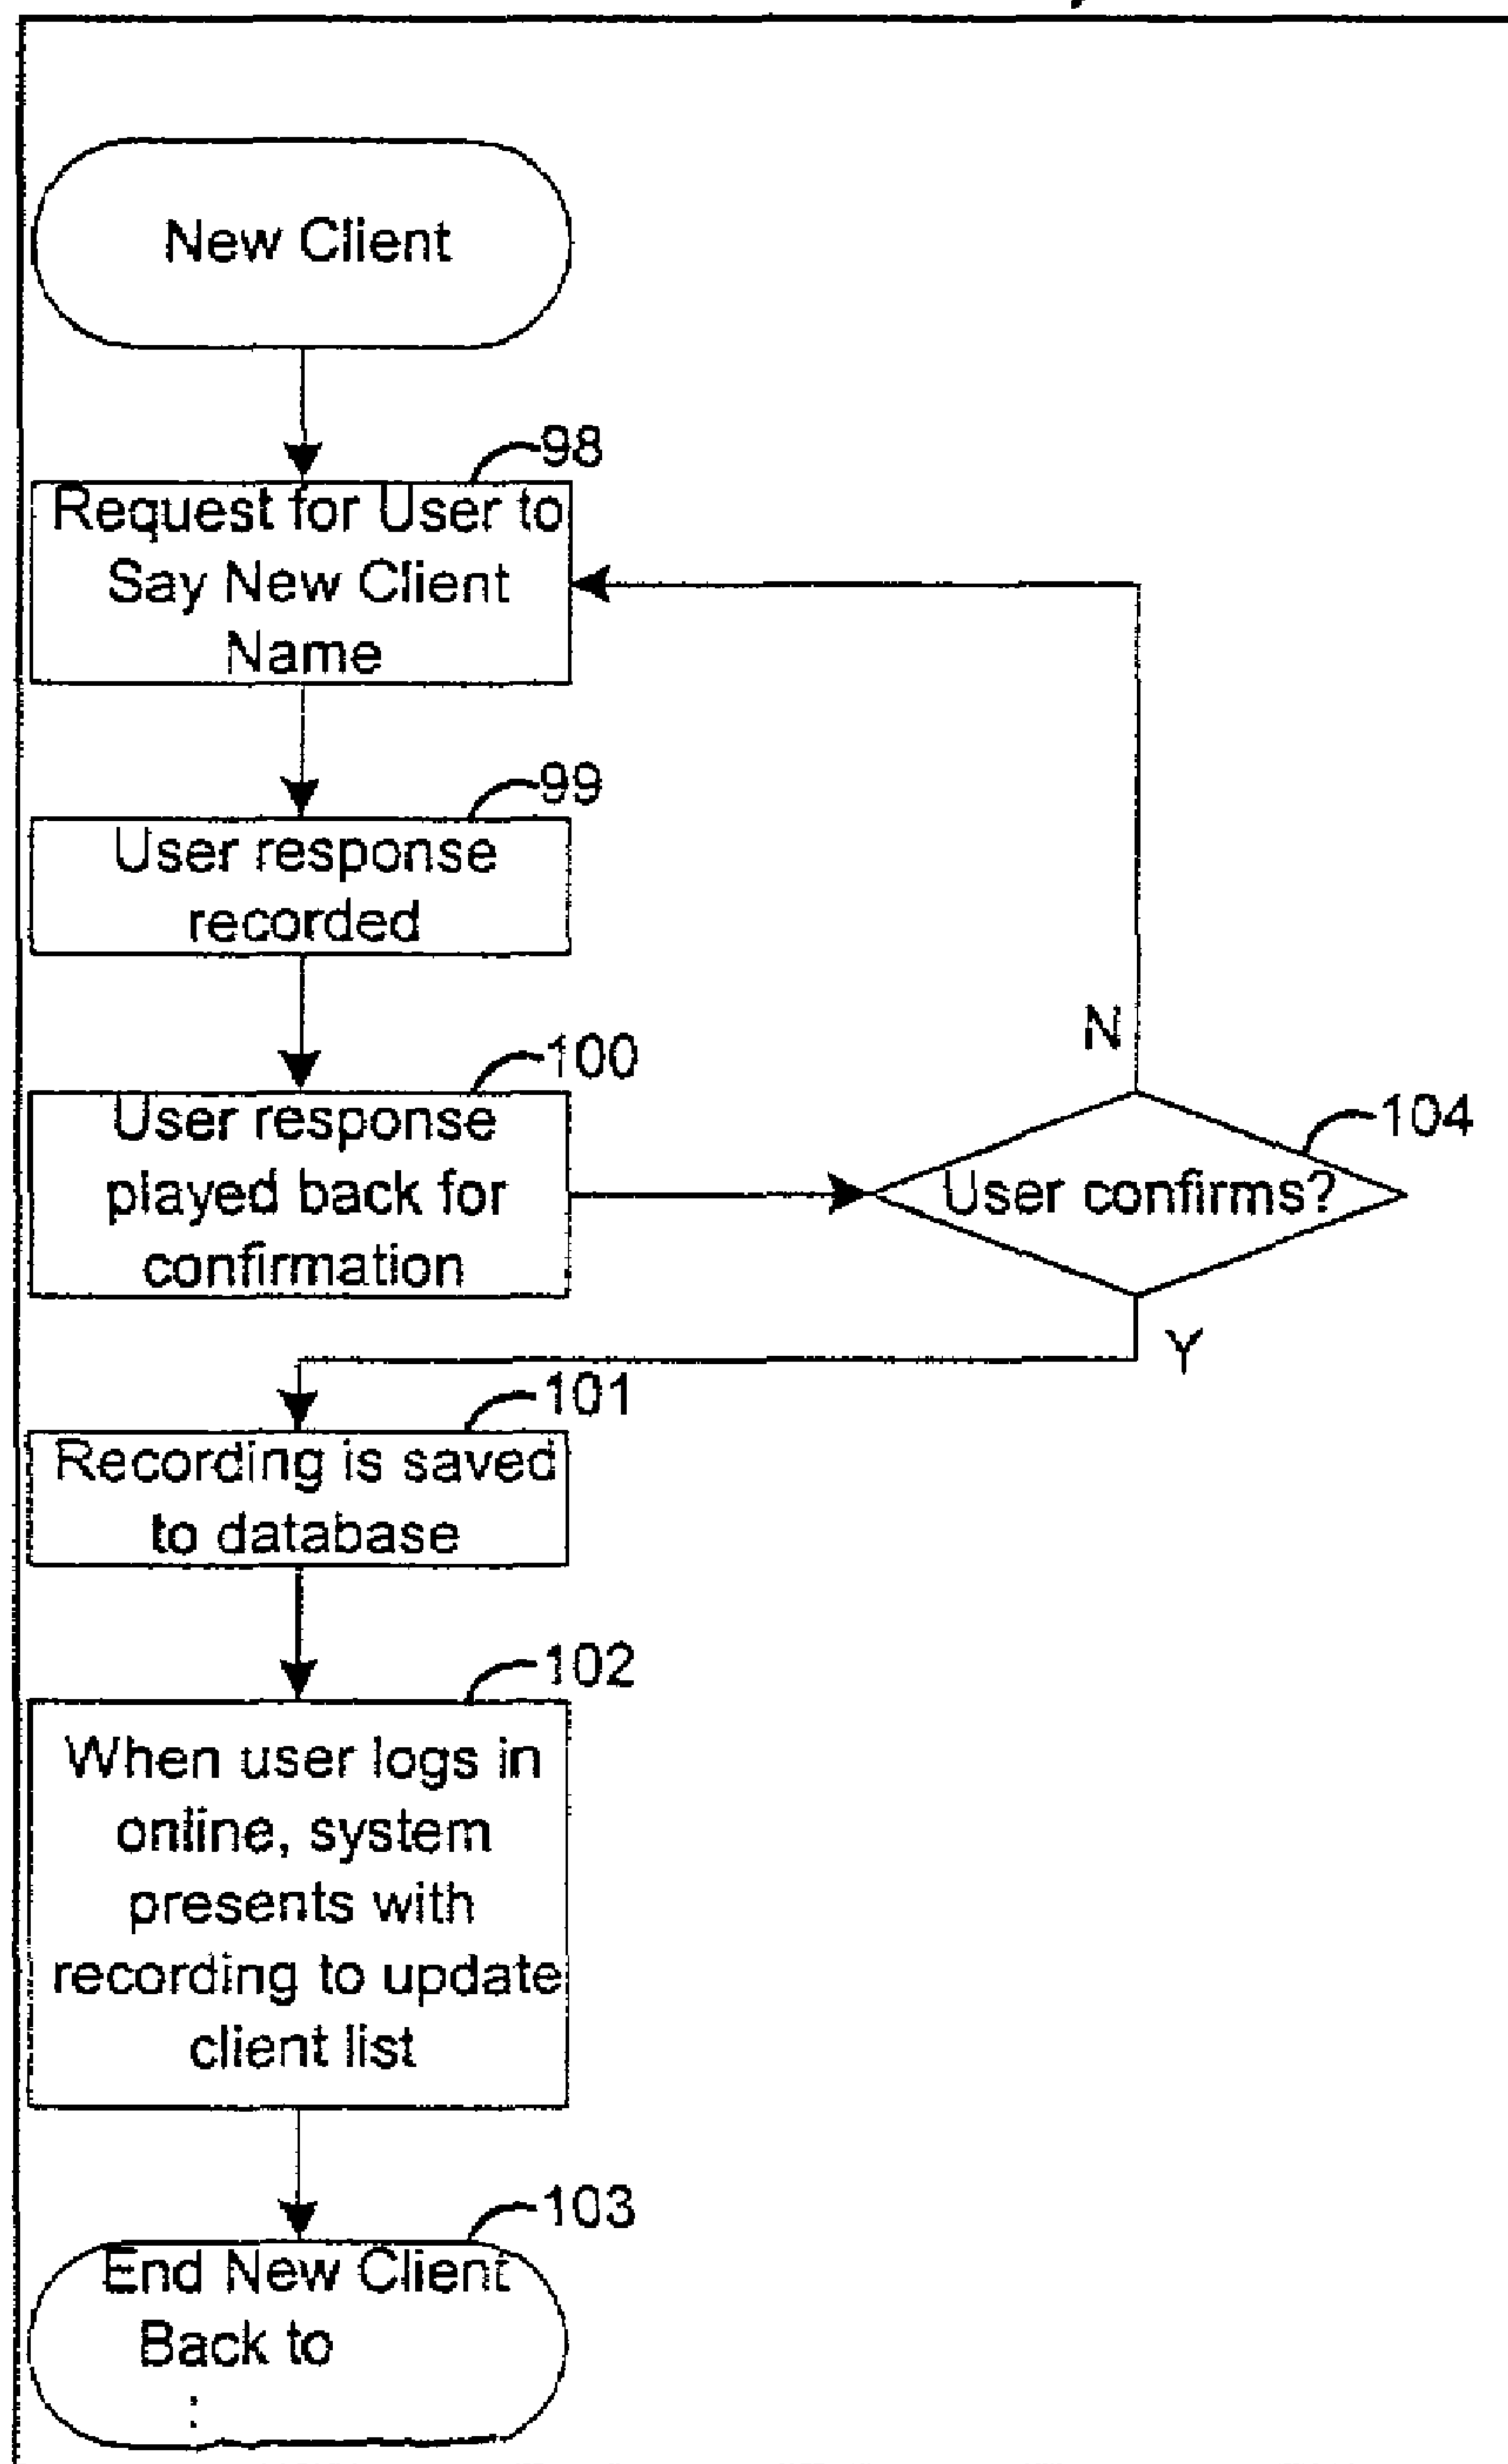 New Client
98
Request for User to
Say New Client
Name
99
User response
recorded
100
User response
played back for
confirmation
N
104
User confirms?
Y
101
Recording is saved
to database
102
When user logs in
online, system
presents with
recording to update
client list
103
End New Client
Back to